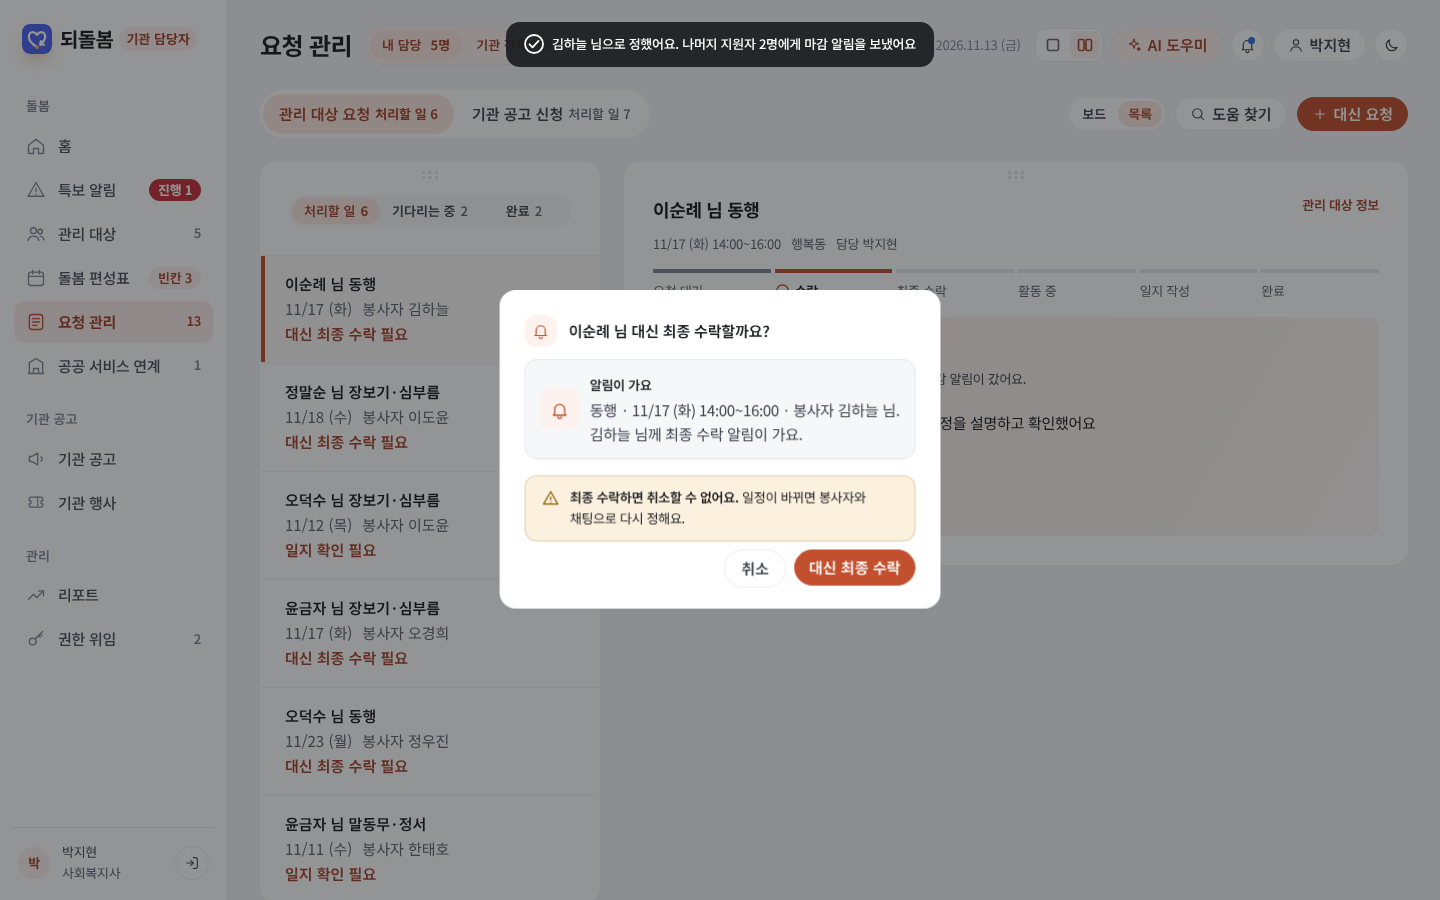 되돌봄 기관 담당자
돌봄
홈
특보 알림 진행 1
관리 대상 5
돌봄 편성표 빈칸 3
요청 관리 13
공공 서비스 연계 1
기관 공고
기관 공고
기관 행사
관리
리포트
권한 위임 2
박 박지현
사회복지사
요청 관리 내 담당 5명 기관
김하늘 님으로 정했어요. 나머지 지원자 2명에게 마감 알림을 보냈어요
2026.11.13 (금) AI 도우미 박지현
관리 대상 요청 처리할 일 6 기관 공고 신청 처리할 일 7
보드 목록 도움 찾기 + 대신 요청
처리할 일 6 기다리는 중 2 완료 2
이순례 님 동행
11/17 (화) 봉사자 김하늘
대신 최종 수락 필요
정말순 님 장보기·심부름
11/18 (수) 봉사자 이도윤
대신 최종 수락 필요
오덕수 님 장보기·심부름
11/12 (목) 봉사자 이도윤
일지 확인 필요
윤금자 님 장보기·심부름
11/17 (화) 봉사자 오경희
대신 최종 수락 필요
오덕수 님 동행
11/23 (월) 봉사자 정우진
대신 최종 수락 필요
윤금자 님 말동무·정서
11/11 (수) 봉사자 한태호
일지 확인 필요
이순례 님 동행 관리 대상 정보
11/17 (화) 14:00~16:00 행복동 담당 박지현
활동 중 일지 작성 완료
알림이 갔어요.
설명하고 확인했어요
이순례 님 대신 최종 수락할까요?
알림이 가요
동행 · 11/17 (화) 14:00~16:00 · 봉사자 김하늘 님.
김하늘 님께 최종 수락 알림이 가요.
최종 수락하면 취소할 수 없어요. 일정이 바뀌면 봉사자와
채팅으로 다시 정해요.
취소 대신 최종 수락